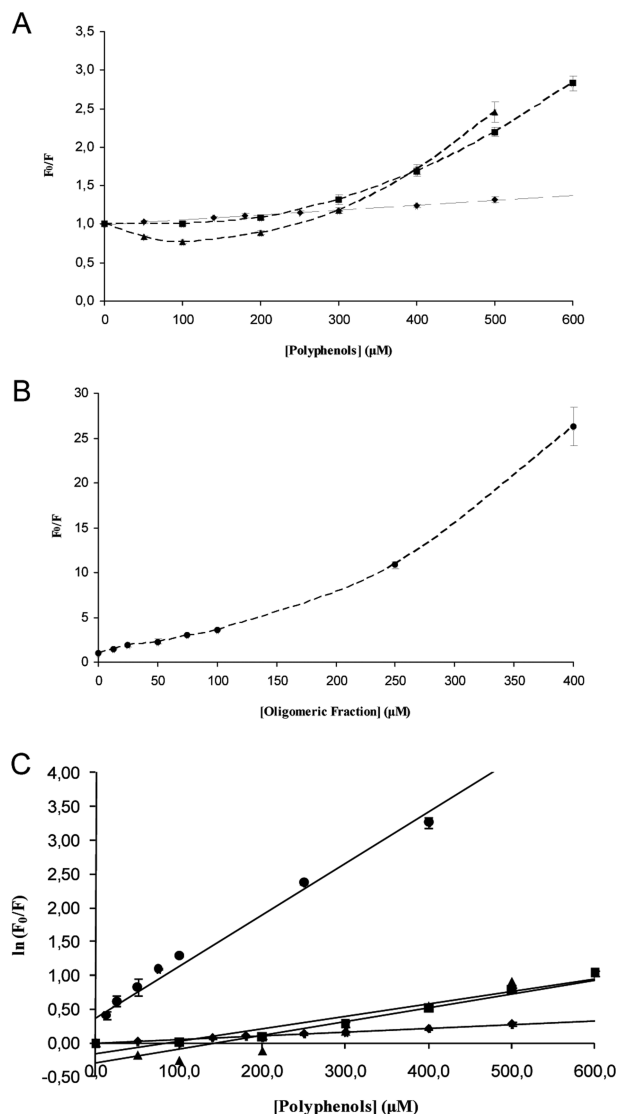 A
3,5
3,0
2,5
2,0
1,5
1,0
0,5
0,0
F0/F
0 100 200 300 400 500 600
[Polyphenols] (µM)
B
30
25
20
15
10
5
0
F0/F
0 50 100 150 200 250 300 350 400
[Oligomeric Fraction] (µM)
C
4,00
3,50
3,00
2,50
2,00
1,50
1,00
0,50
0,00
-0,50
ln (F0/F)
0,0 100,0 200,0 300,0 400,0 500,0 600,0
[Polyphenols] (µM)